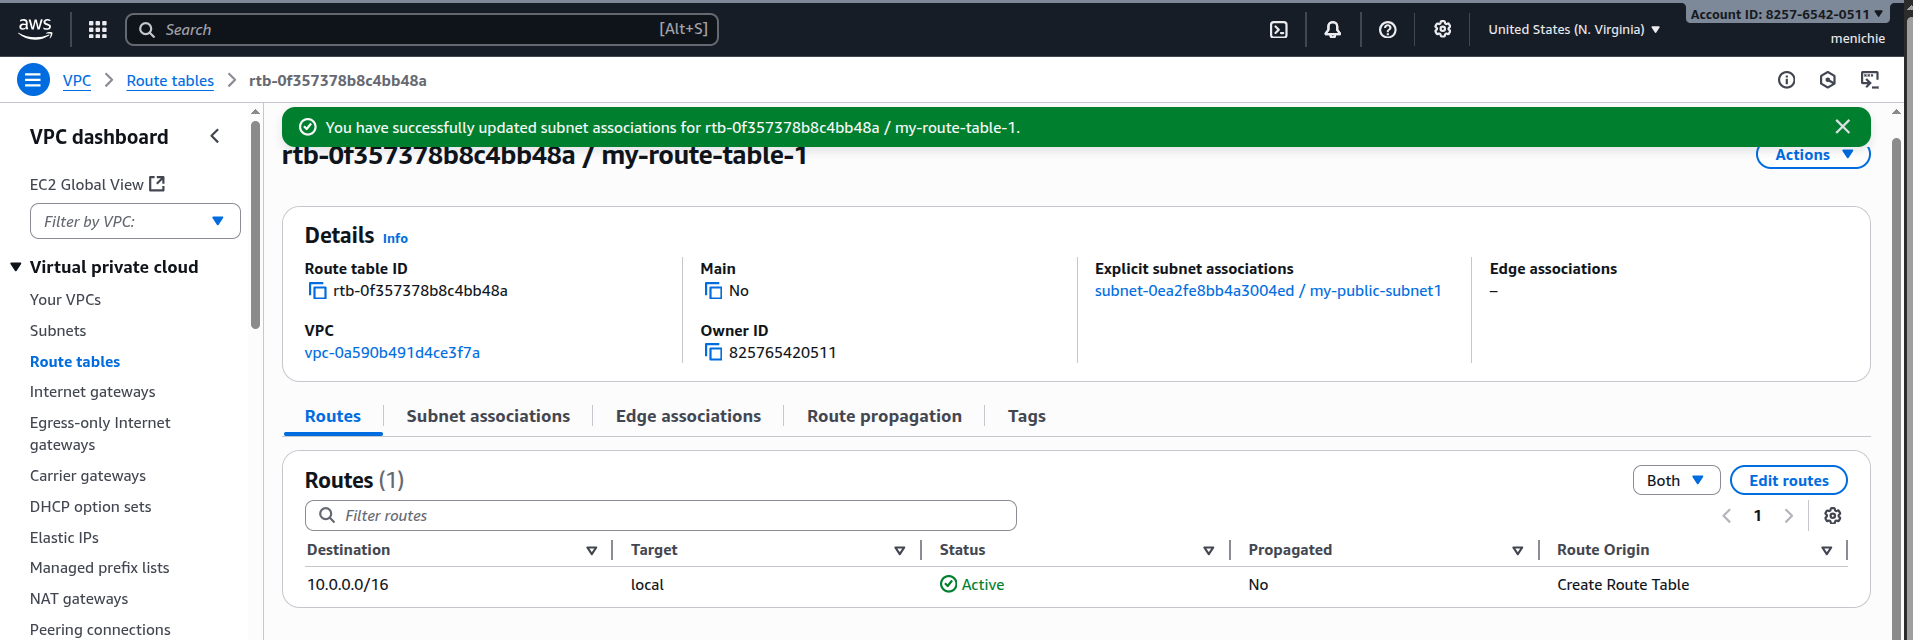 aws
Search
[Alt+S]
United States (N. Virginia)
Account ID: 8257-6542-0511
menichie
VPC
Route tables
rtb-0f357378b8c4bb48a
VPC dashboard
EC2 Global View
Filter by VPC:
Virtual private cloud
Your VPCs
Subnets
Route tables
Internet gateways
Egress-only Internet
gateways
Carrier gateways
DHCP option sets
Elastic IPs
Managed prefix lists
NAT gateways
Peering connections
You have successfully updated subnet associations for rtb-0f357378b8c4bb48a / my-route-table-1.
rtb-0f357378b8c4bb48a / my-route-table-1
Actions
Details Info
Route table ID
rtb-0f357378b8c4bb48a
Main
No
Explicit subnet associations
subnet-0ea2fe8bb4a3004ed / my-public-subnet1
Edge associations
–
VPC
vpc-0a590b491d4ce3f7a
Owner ID
825765420511
Routes
Subnet associations
Edge associations
Route propagation
Tags
Routes (1)
Both
Edit routes
Filter routes
1
Destination
Target
Status
Propagated
Route Origin
10.0.0.0/16
local
Active
No
Create Route Table